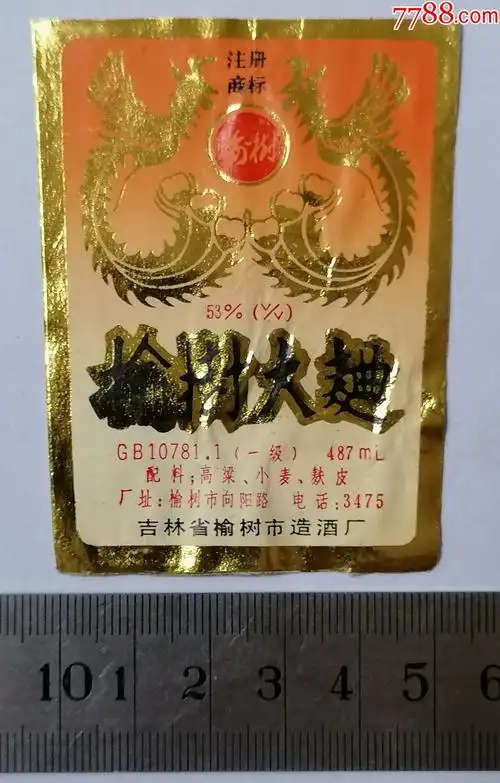 7788.com
注册
商标
榆树
53%(V/V)
榆树大麯
GB10781.1(一级) 487mL
配料;高粱、小麦、麸皮
厂址:榆树市向阳路 电话:3475
吉林省榆树市造酒厂
10 1 2 3 4 5 6